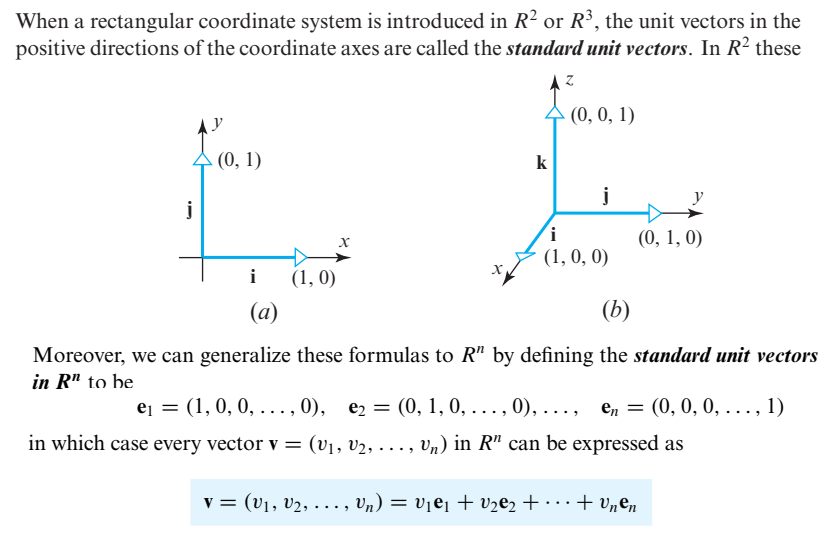 When a rectangular coordinate system is introduced in R² or R³, the unit vectors in the
positive directions of the coordinate axes are called the standard unit vectors. In R² these
y
(0, 1)
j
x
i
(1, 0)
(a)
z
(0, 0, 1)
k
j
y
i
(0, 1, 0)
x
(1, 0, 0)
(b)
Moreover, we can generalize these formulas to Rⁿ by defining the standard unit vectors
in Rⁿ to be
e₁ = (1, 0, 0, . . . , 0), e₂ = (0, 1, 0, . . . , 0), . . . , eₙ = (0, 0, 0, . . . , 1)
in which case every vector v = (v₁, v₂, . . . , vₙ) in Rⁿ can be expressed as
v = (v₁, v₂, . . . , vₙ) = v₁e₁ + v₂e₂ + · · · + vₙeₙ